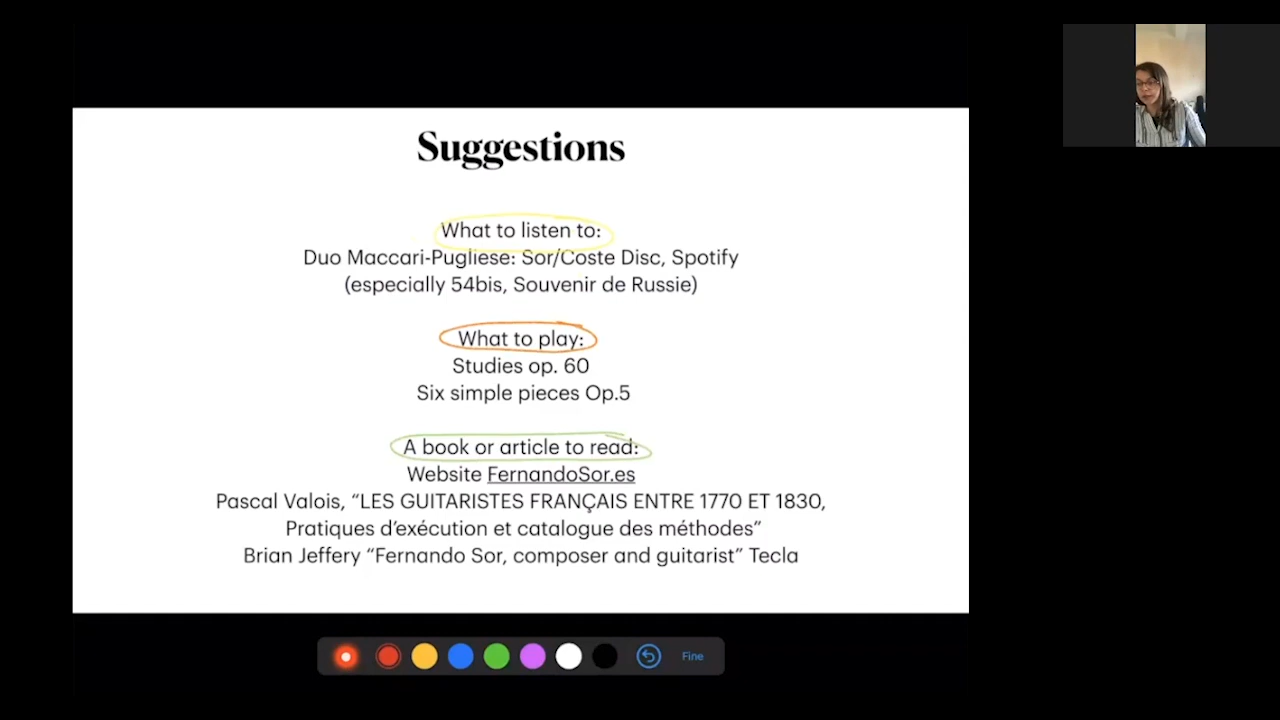 Suggestions
What to listen to:
Duo Maccari-Pugliese: Sor/Coste Disc, Spotify
(especially 54bis, Souvenir de Russie)
What to play:
Studies op. 60
Six simple pieces Op.5
A book or article to read:
Website FernandoSor.es
Pascal Valois, “LES GUITARISTES FRANÇAIS ENTRE 1770 ET 1830,
Pratiques d’exécution et catalogue des méthodes”
Brian Jeffery “Fernando Sor, composer and guitarist” Tecla
Fine